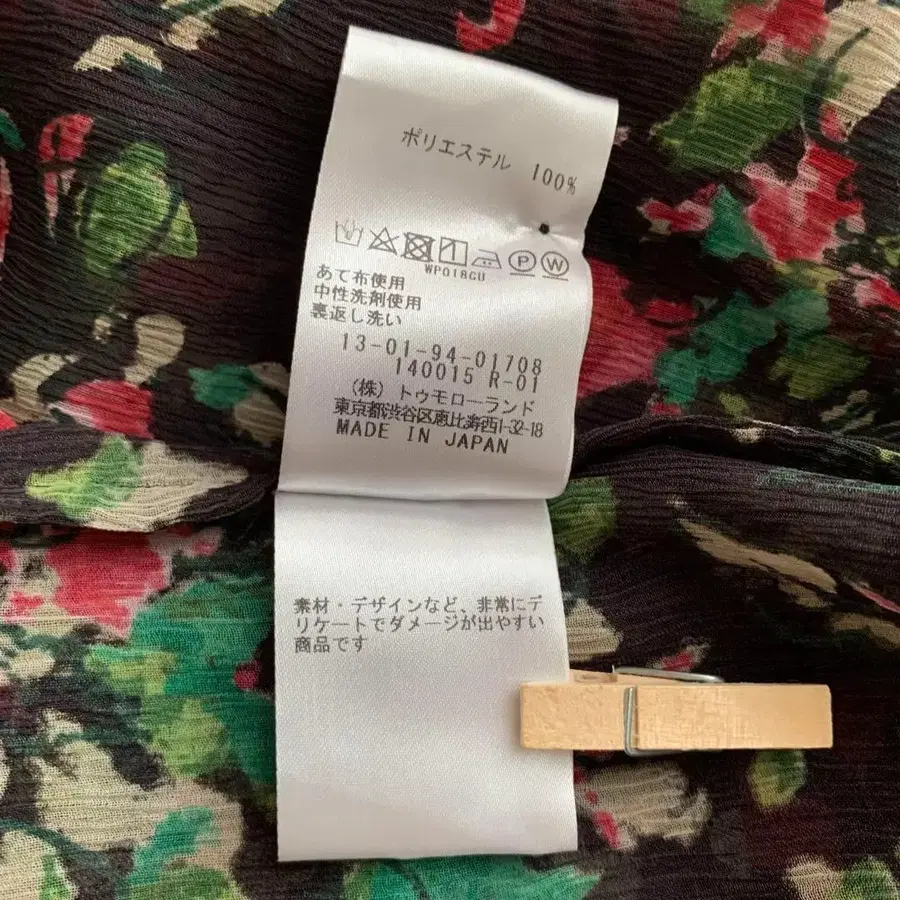 ポリエステル 100%
P W
WP018GU
あて布使用
中性洗剤使用
裏返し洗い
13-01-94-01708
140015 R-01
(株) トゥモローランド
東京都渋谷区恵比寿西1-32-18
MADE IN JAPAN
素材・デザインなど、非常にデ
リケートでダメージが出やすい
商品です